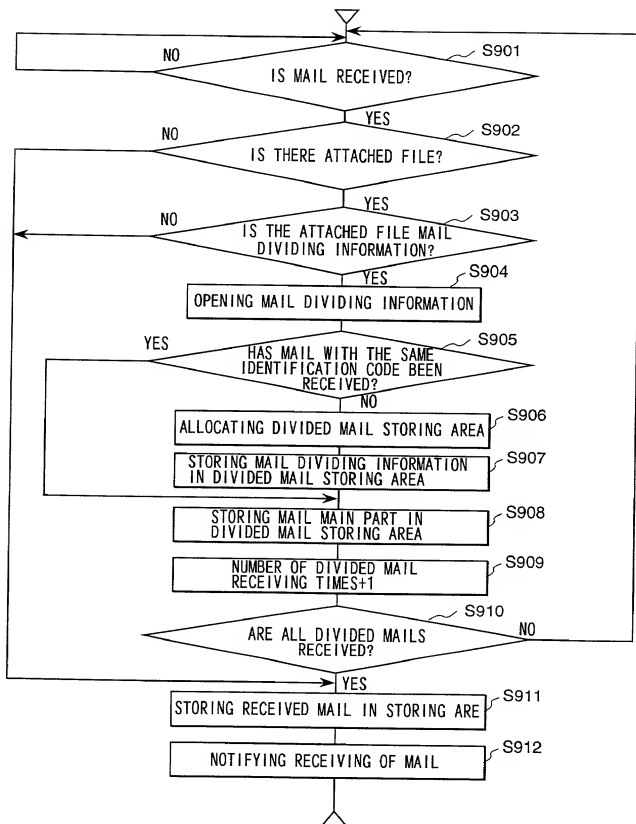 S901
NO
IS MAIL RECEIVED?
YES
S902
NO
IS THERE ATTACHED FILE?
YES
S903
NO
IS THE ATTACHED FILE MAIL
DIVIDING INFORMATION?
YES
S904
OPENING MAIL DIVIDING INFORMATION
S905
YES
HAS MAIL WITH THE SAME
IDENTIFICATION CODE BEEN
RECEIVED?
NO
S906
ALLOCATING DIVIDED MAIL STORING AREA
S907
STORING MAIL DIVIDING INFORMATION
IN DIVIDED MAIL STORING AREA
S908
STORING MAIL MAIN PART IN
DIVIDED MAIL STORING AREA
S909
NUMBER OF DIVIDED MAIL
RECEIVING TIMES+1
S910
ARE ALL DIVIDED MAILS
RECEIVED?
NO
YES
S911
STORING RECEIVED MAIL IN STORING ARE
S912
NOTIFYING RECEIVING OF MAIL